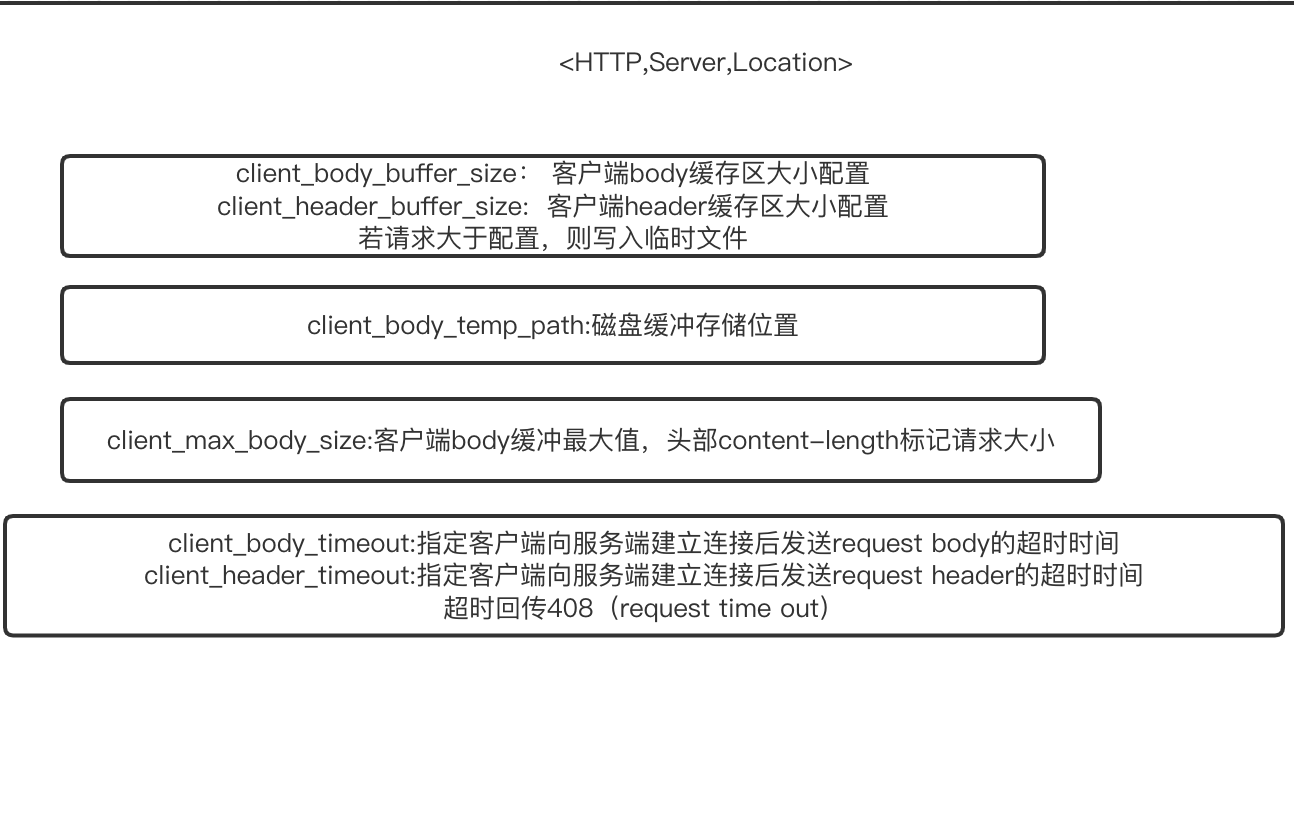 <HTTP,Server,Location>
client_body_buffer_size： 客户端body缓存区大小配置
client_header_buffer_size: 客户端header缓存区大小配置
若请求大于配置，则写入临时文件
client_body_temp_path:磁盘缓冲存储位置
client_max_body_size:客户端body缓冲最大值，头部content-length标记请求大小
client_body_timeout:指定客户端向服务端建立连接后发送request body的超时时间
client_header_timeout:指定客户端向服务端建立连接后发送request header的超时时间
超时回传408（request time out）